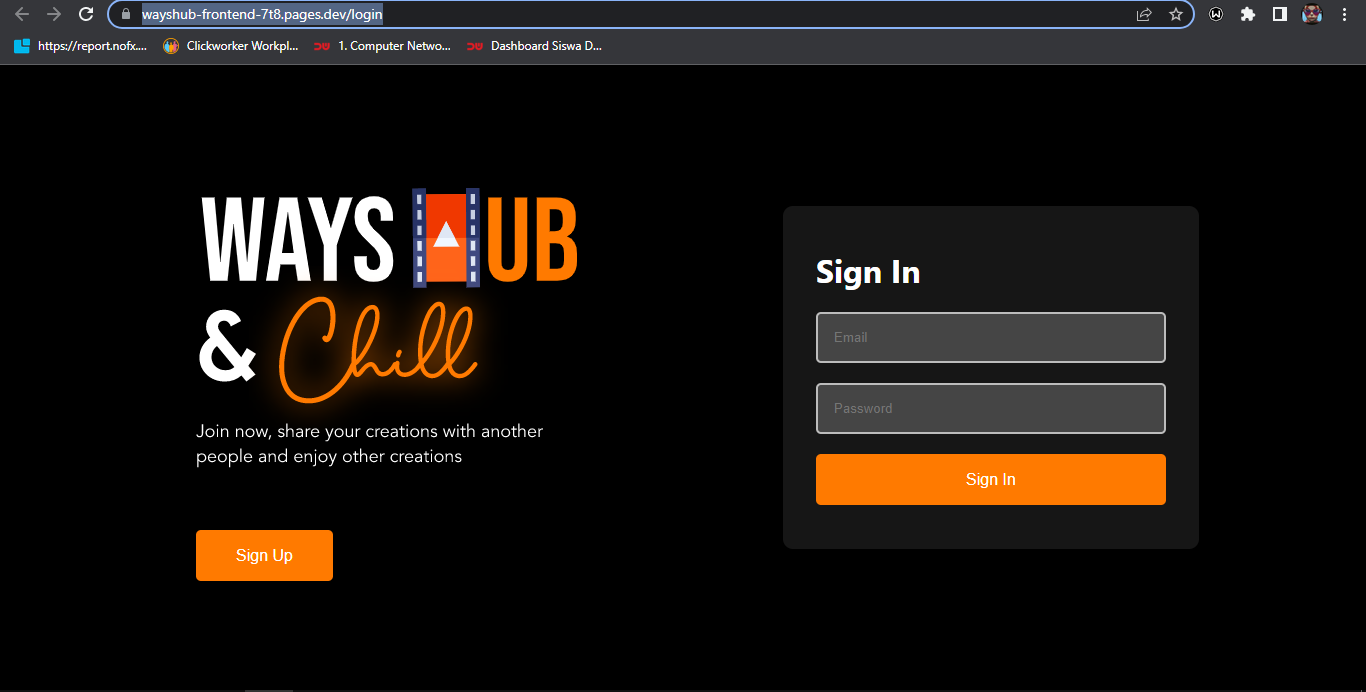 wayshub-frontend-7t8.pages.dev/login
https://report.nofx....
Clickworker Workpl...
1. Computer Netwo...
Dashboard Siswa D...
WAYS UB
& Chill
Join now, share your creations with another
people and enjoy other creations
Sign Up
Sign In
Email
Password
Sign In